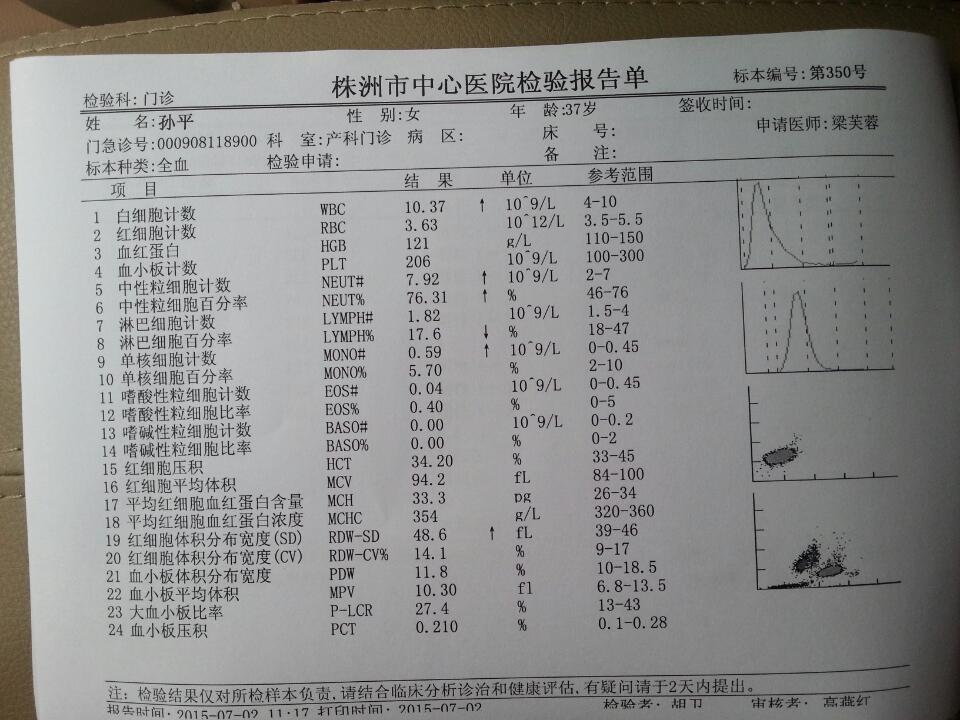 株洲市中心医院检验报告单
检验科: 门诊 标本编号: 第350号
姓 名: 孙平 性 别: 女 年 龄: 37岁 签收时间:
门急诊号: 000908118900 科 室: 产科门诊 病 区: 床 号: 申请医师: 梁芙蓉
标本种类: 全血 检验申请: 备 注:
项 目 结 果 单位 参考范围
1 白细胞计数 WBC 10.37 ↑ 10^9/L 4-10
2 红细胞计数 RBC 3.63 10^12/L 3.5-5.5
3 血红蛋白 HGB 121 g/L 110-150
4 血小板计数 PLT 206 10^9/L 100-300
5 中性粒细胞计数 NEUT# 7.92 ↑ 10^9/L 2-7
6 中性粒细胞百分率 NEUT% 76.31 ↑ % 46-76
7 淋巴细胞计数 LYMPH# 1.82 10^9/L 1.5-4
8 淋巴细胞百分率 LYMPH% 17.6 ↓ % 18-47
9 单核细胞计数 MONO# 0.59 ↑ 10^9/L 0-0.45
10 单核细胞百分率 MONO% 5.70 % 2-10
11 嗜酸性粒细胞计数 EOS# 0.04 10^9/L 0-0.45
12 嗜酸性粒细胞比率 EOS% 0.40 % 0-5
13 嗜碱性粒细胞计数 BASO# 0.00 10^9/L 0-0.2
14 嗜碱性粒细胞比率 BASO% 0.00 % 0-2
15 红细胞压积 HCT 34.20 % 33-45
16 红细胞平均体积 MCV 94.2 fL 84-100
17 平均红细胞血红蛋白含量 MCH 33.3 pg 26-34
18 平均红细胞血红蛋白浓度 MCHC 354 g/L 320-360
19 红细胞体积分布宽度(SD) RDW-SD 48.6 ↑ fL 39-46
20 红细胞体积分布宽度(CV) RDW-CV% 14.1 % 9-17
21 血小板体积分布宽度 PDW 11.8 % 10-18.5
22 血小板平均体积 MPV 10.30 fl 6.8-13.5
23 大血小板比率 P-LCR 27.4 % 13-43
24 血小板压积 PCT 0.210 % 0.1-0.28
注: 检验结果仅对所检样本负责, 请结合临床分析诊治和健康评估, 有疑问请于2天内提出。
报告时间: 2015-07-02 11:17 打印时间: 2015-07-02 检验者: 胡卫 审核者: 高燕红